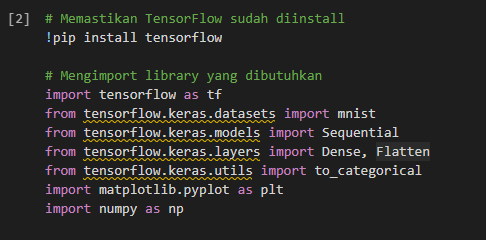 [2] # Memastikan TensorFlow sudah diinstall
!pip install tensorflow
# Mengimport library yang dibutuhkan
import tensorflow as tf
from tensorflow.keras.datasets import mnist
from tensorflow.keras.models import Sequential
from tensorflow.keras.layers import Dense, Flatten
from tensorflow.keras.utils import to_categorical
import matplotlib.pyplot as plt
import numpy as np